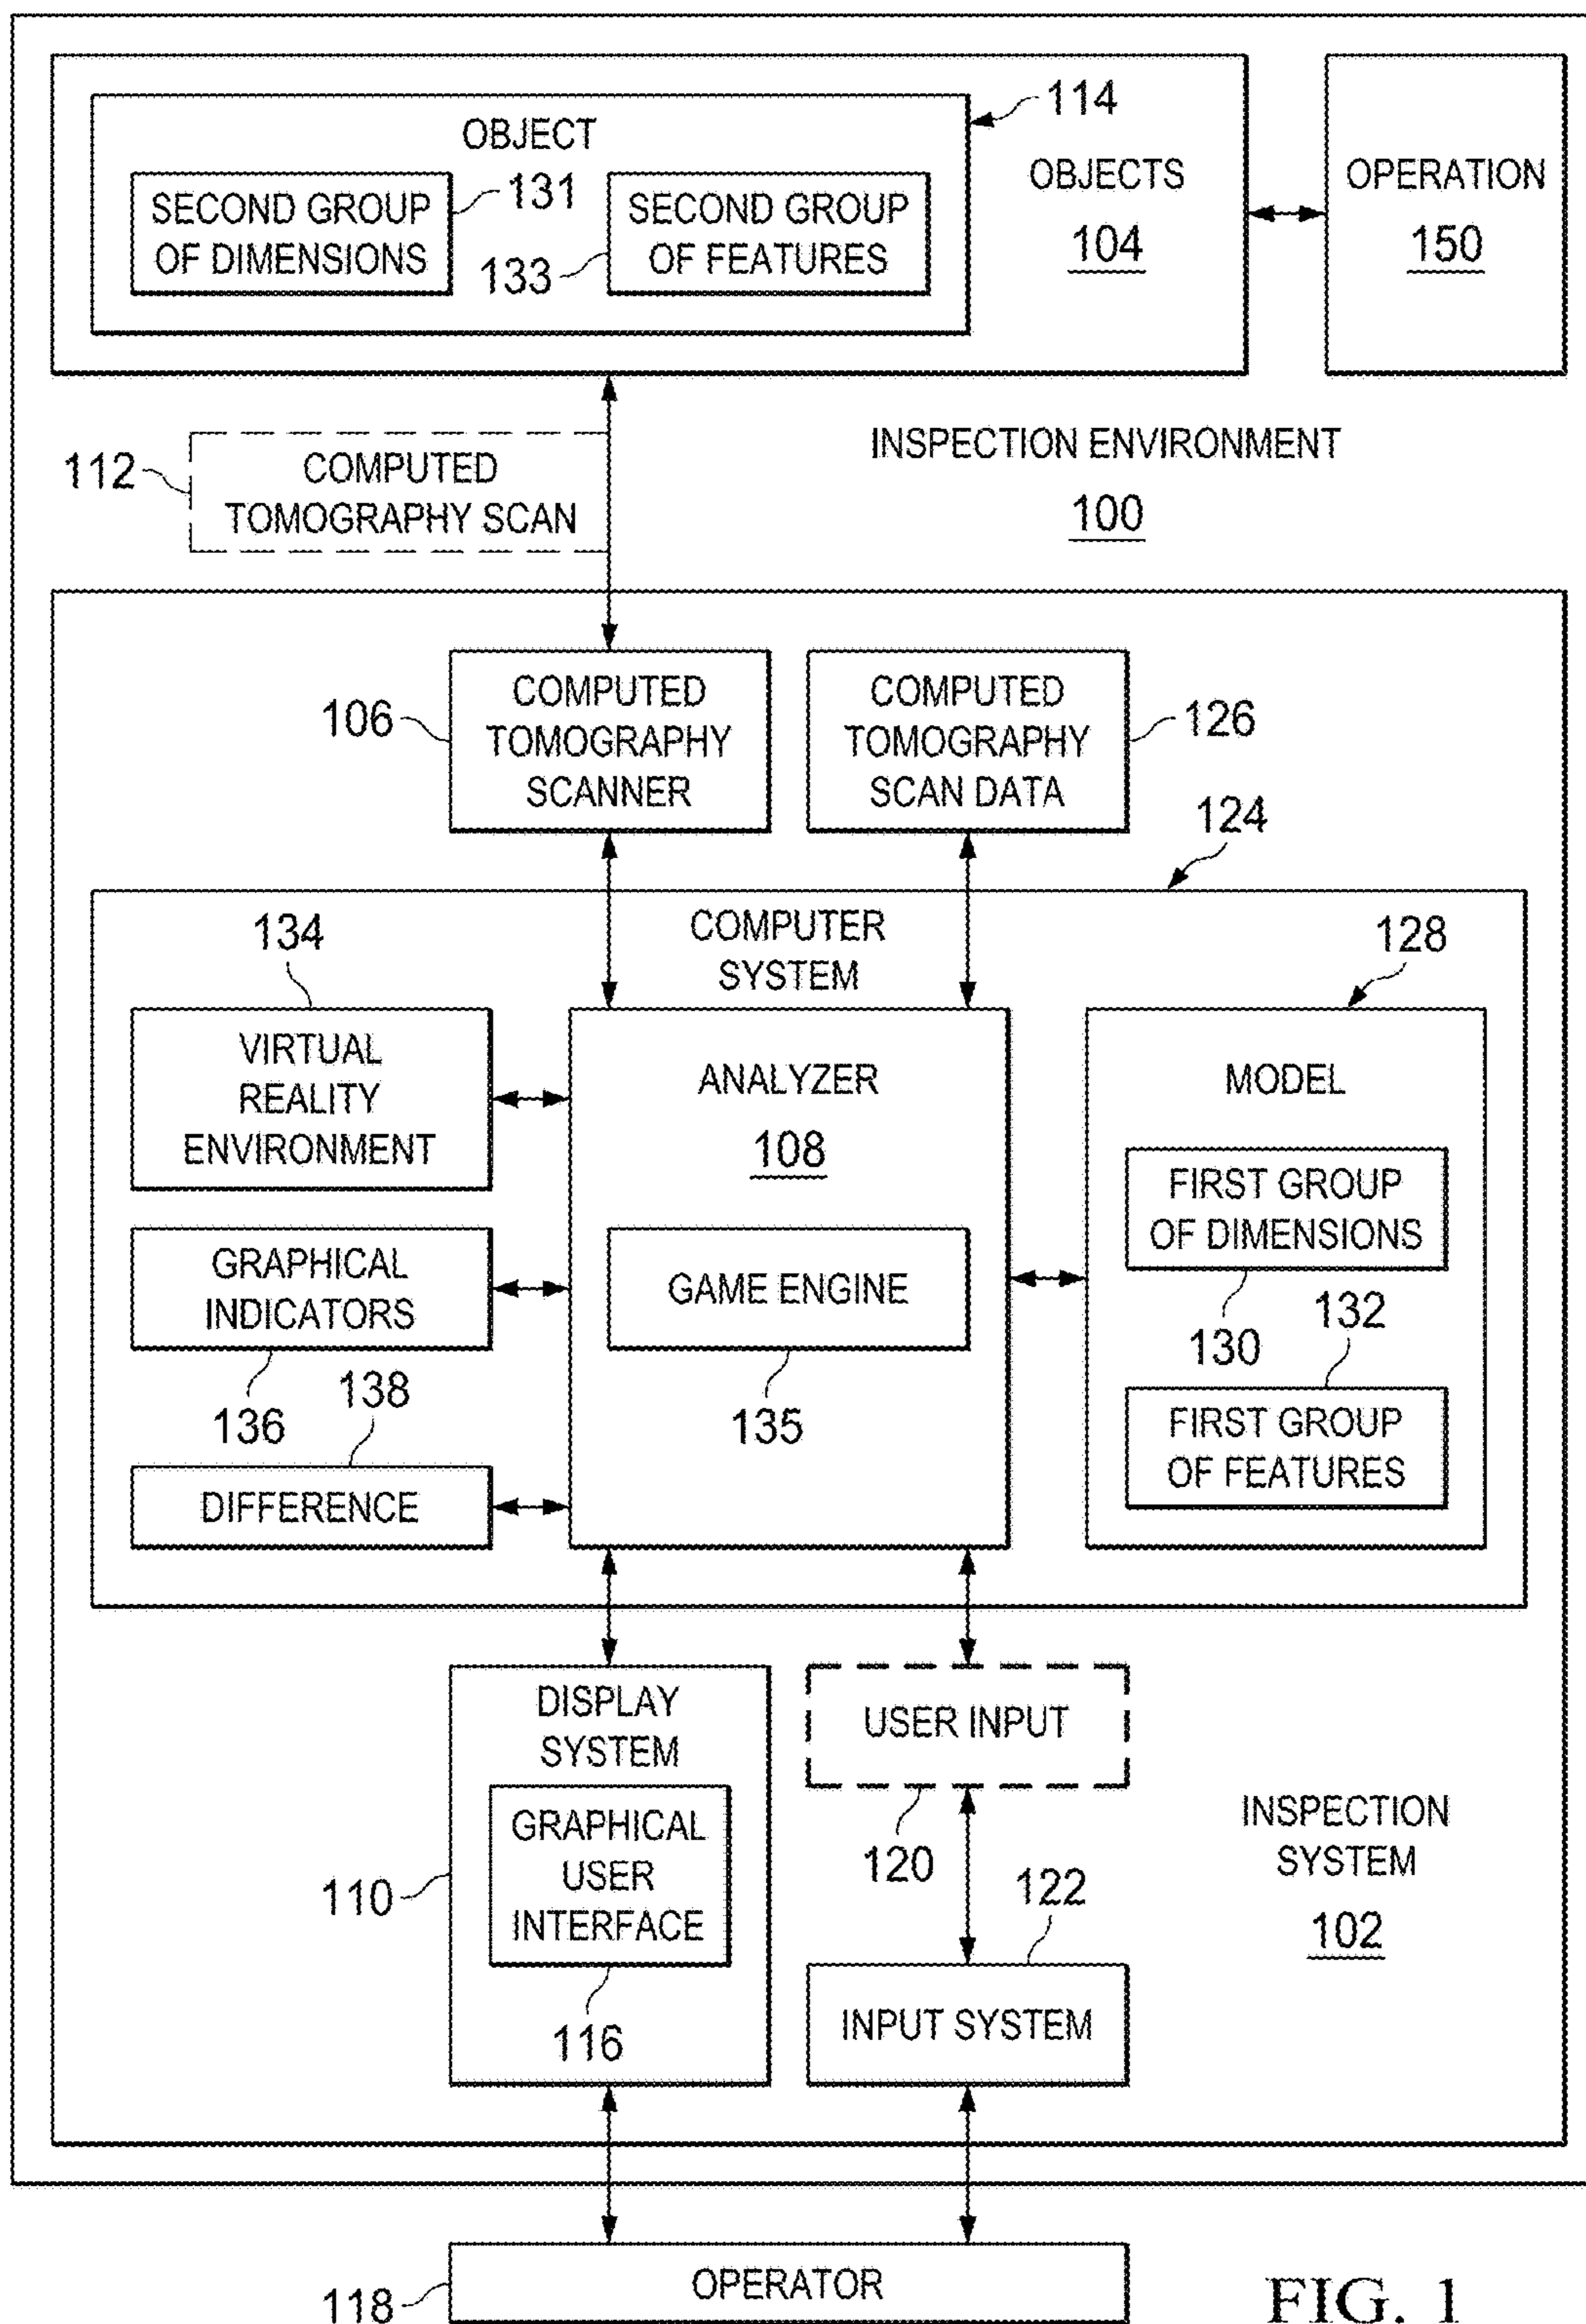 114
OBJECT
SECOND GROUP
OF DIMENSIONS
131
133
SECOND GROUP
OF FEATURES
OBJECTS
104
OPERATION
150
112
COMPUTED
TOMOGRAPHY SCAN
INSPECTION ENVIRONMENT
100
106
COMPUTED
TOMOGRAPHY
SCANNER
COMPUTED
TOMOGRAPHY
SCAN DATA
126
124
COMPUTER
SYSTEM
134
VIRTUAL
REALITY
ENVIRONMENT
ANALYZER
108
128
MODEL
FIRST GROUP
OF DIMENSIONS
130
132
FIRST GROUP
OF FEATURES
GRAPHICAL
INDICATORS
136
138
GAME ENGINE
135
DIFFERENCE
DISPLAY
SYSTEM
GRAPHICAL
USER
INTERFACE
110
116
USER INPUT
120
122
INPUT SYSTEM
INSPECTION
SYSTEM
102
118
OPERATOR
FIG. 1